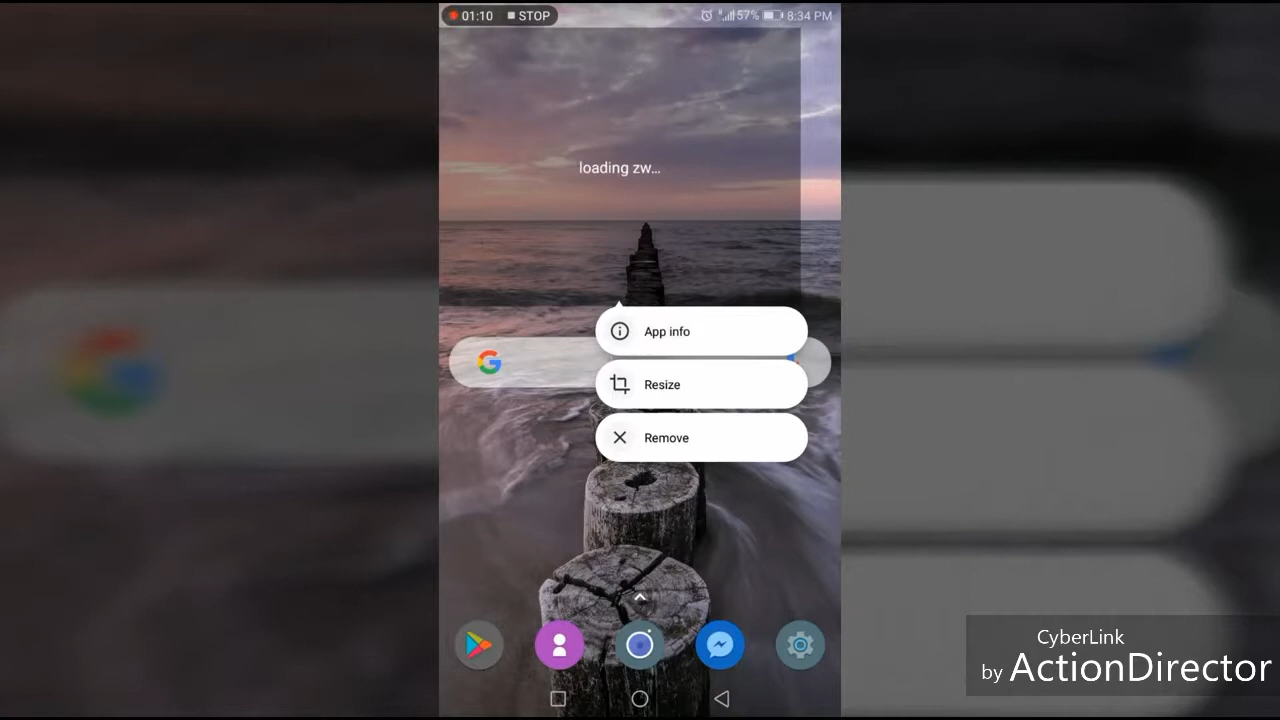 01:10 STOP 57% 8:34 PM
loading zw...
App info
G
Resize
Remove
CyberLink
by ActionDirector